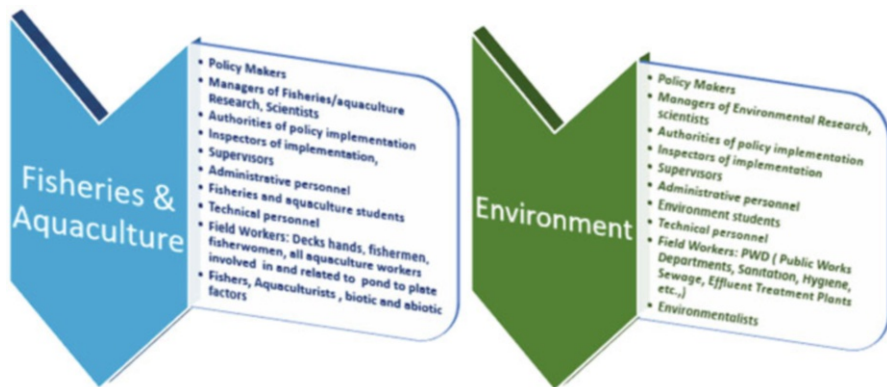 Fisheries &
Aquaculture
• Policy Makers
• Managers of Fisheries/aquaculture
Research, Scientists
• Authorities of policy implementation
• Inspectors of implementation,
• Supervisors
• Administrative personnel
• Fisheries and aquaculture students
• Technical personnel
• Field Workers: Decks hands, fishermen,
fisherwomen, all aquaculture workers
involved in and related to pond to plate
• Fishers, Aquaculturists , biotic and abiotic
factors
Environment
• Policy Makers
• Managers of Environmental Research,
scientists
• Authorities of policy implementation
• Inspectors of implementation
• Supervisors
• Administrative personnel
• Environment students
• Technical personnel
• Field Workers: PWD ( Public Works
Departments, Sanitation, Hygiene,
Sewage, Effluent Treatment Plants
etc.,)
• Environmentalists